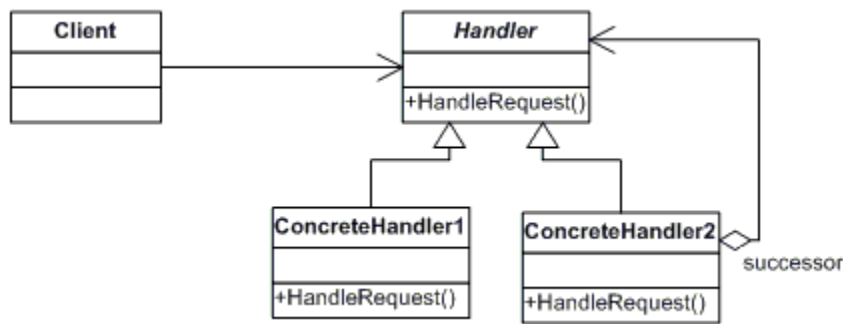 Client
Handler
+HandleRequest()
ConcreteHandler1
+HandleRequest()
ConcreteHandler2
+HandleRequest()
successor